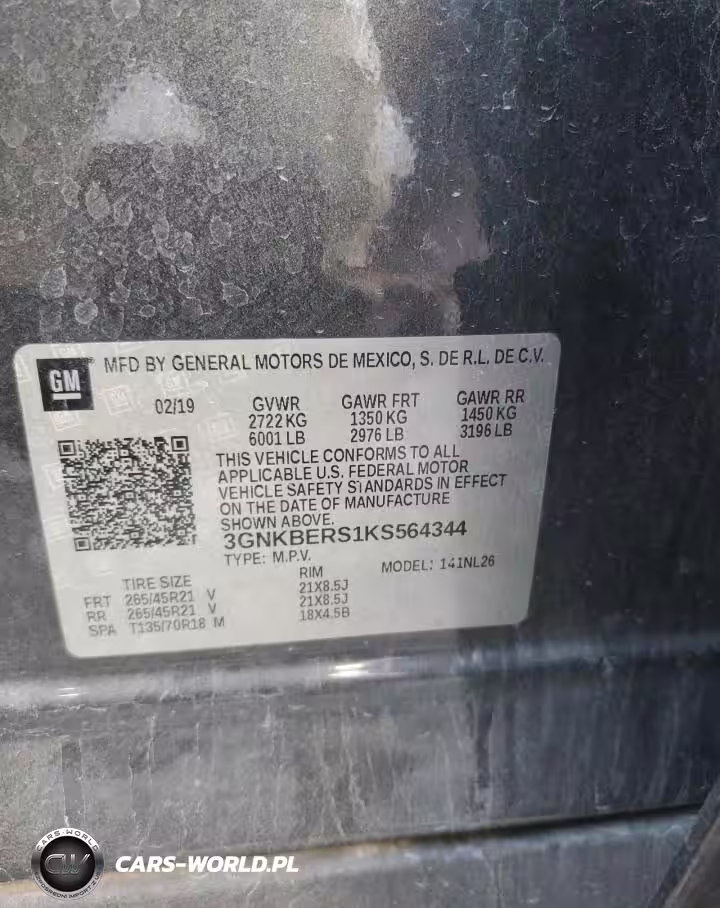 GM
MFD BY GENERAL MOTORS DE MEXICO, S. DE R.L. DE C.V.
02/19
GVWR GAWR FRT GAWR RR
2722 KG 1350 KG 1450 KG
6001 LB 2976 LB 3196 LB
THIS VEHICLE CONFORMS TO ALL
APPLICABLE U.S. FEDERAL MOTOR
VEHICLE SAFETY STANDARDS IN EFFECT
ON THE DATE OF MANUFACTURE
SHOWN ABOVE.
3GNKBERS1KS564344
TYPE: M.P.V. MODEL: 141NL26
TIRE SIZE RIM
FRT 265/45R21 V 21X8.5J
RR 265/45R21 V 21X8.5J
SPA T135/70R18 M 18X4.5B
CARS-WORLD
CW
CARS-WORLD.PL